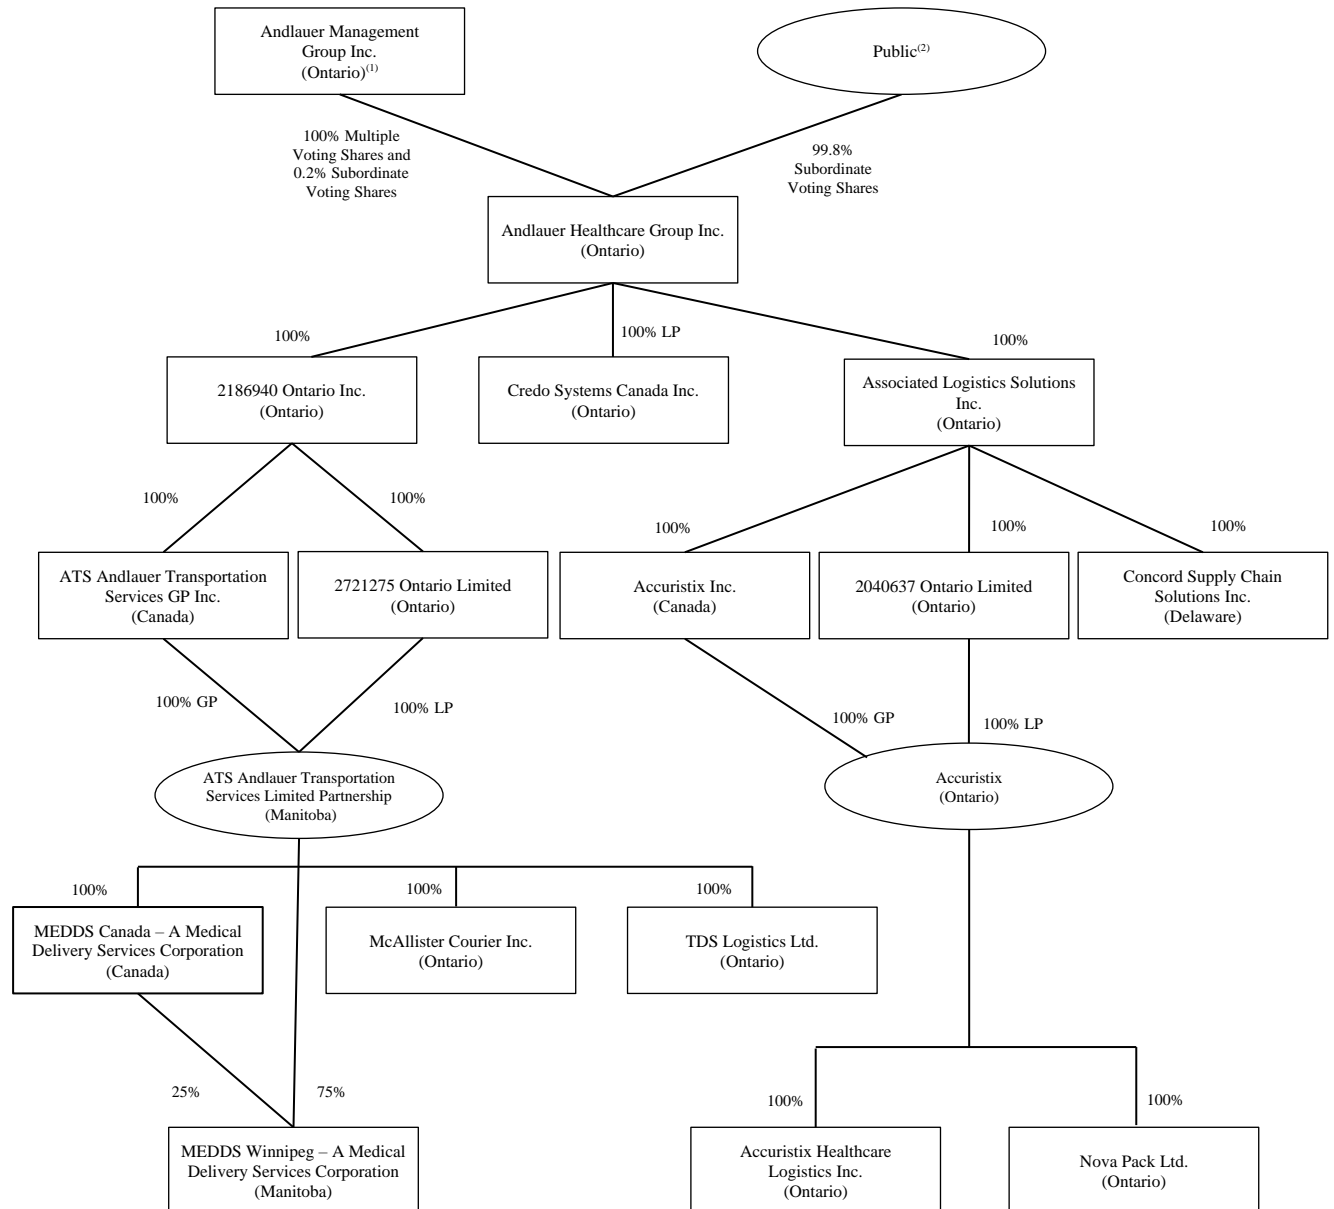 Andlauer Management
Group Inc.
(Ontario)(1)
Public(2)
100% Multiple
Voting Shares and
0.2% Subordinate
Voting Shares
99.8%
Subordinate
Voting Shares
Andlauer Healthcare Group Inc.
(Ontario)
100%
100% LP
100%
2186940 Ontario Inc.
(Ontario)
Credo Systems Canada Inc.
(Ontario)
Associated Logistics Solutions
Inc.
(Ontario)
100%
100%
100%
100%
100%
ATS Andlauer Transportation
Services GP Inc.
(Canada)
2721275 Ontario Limited
(Ontario)
Accuristix Inc.
(Canada)
2040637 Ontario Limited
(Ontario)
Concord Supply Chain
Solutions Inc.
(Delaware)
100% GP
100% LP
100% GP
100% LP
ATS Andlauer Transportation
Services Limited Partnership
(Manitoba)
Accuristix
(Ontario)
100%
100%
100%
MEDDS Canada – A Medical
Delivery Services Corporation
(Canada)
McAllister Courier Inc.
(Ontario)
TDS Logistics Ltd.
(Ontario)
25%
75%
100%
100%
MEDDS Winnipeg – A Medical
Delivery Services Corporation
(Manitoba)
Accuristix Healthcare
Logistics Inc.
(Ontario)
Nova Pack Ltd.
(Ontario)